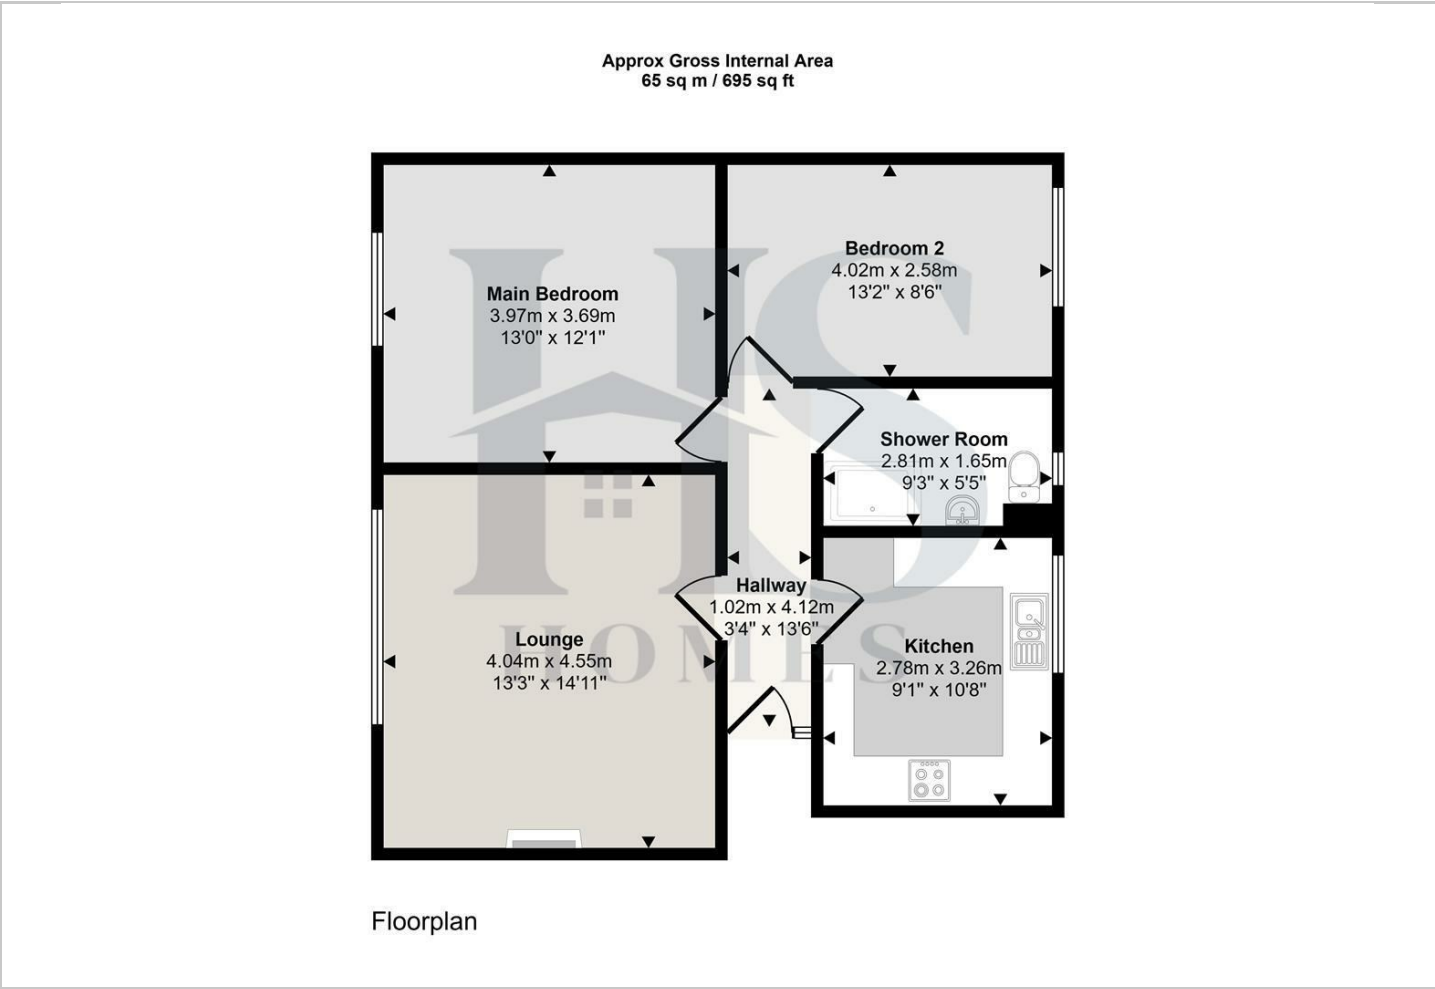 Approx Gross Internal Area
65 sq m / 695 sq ft
Main Bedroom
3.97m x 3.69m
13'0" x 12'1"
Bedroom 2
4.02m x 2.58m
13'2" x 8'6"
Shower Room
2.81m x 1.65m
9'3" x 5'5"
Hallway
1.02m x 4.12m
3'4" x 13'6"
Lounge
4.04m x 4.55m
13'3" x 14'11"
Kitchen
2.78m x 3.26m
9'1" x 10'8"
HS
HOMES
Floorplan